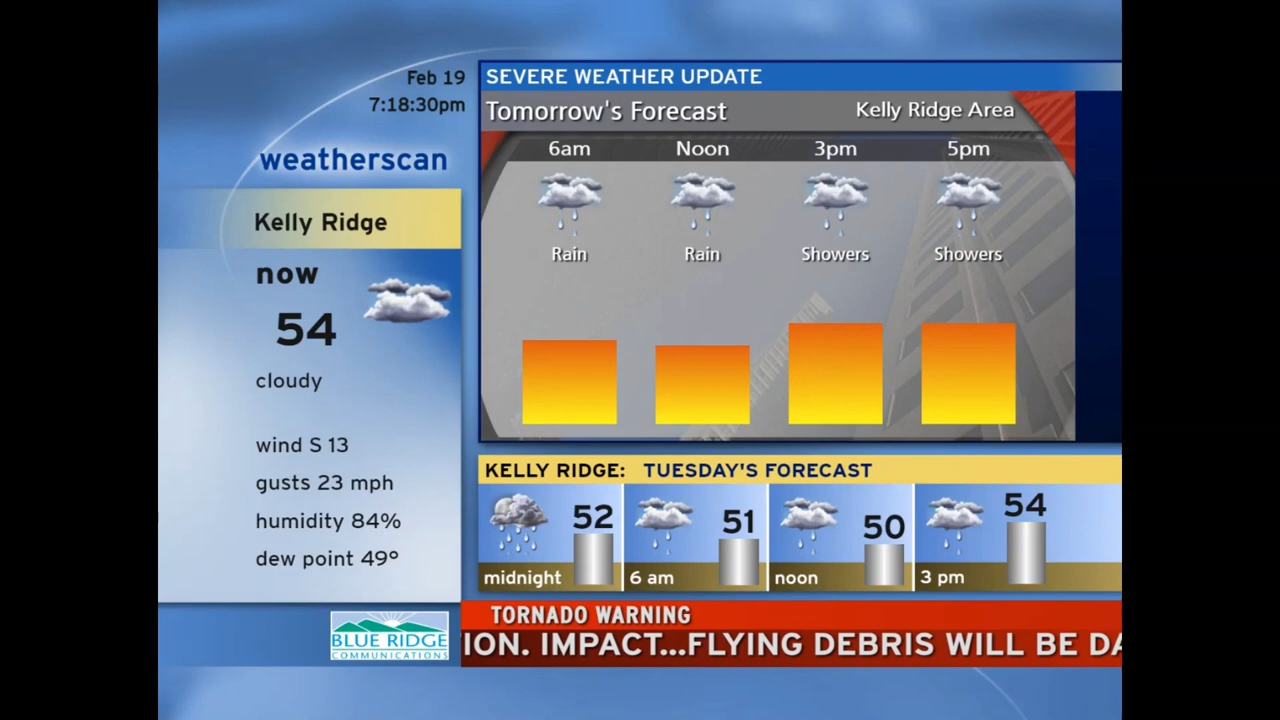 Feb 19
7:18:30pm
weatherscan
Kelly Ridge
now
54
cloudy
wind S 13
gusts 23 mph
humidity 84%
dew point 49°
SEVERE WEATHER UPDATE
Tomorrow's Forecast Kelly Ridge Area
6am Noon 3pm 5pm
Rain Rain Showers Showers
KELLY RIDGE: TUESDAY'S FORECAST
52 51 50 54
midnight 6 am noon 3 pm
BLUE RIDGE
COMMUNICATIONS
TORNADO WARNING
ION. IMPACT...FLYING DEBRIS WILL BE DA